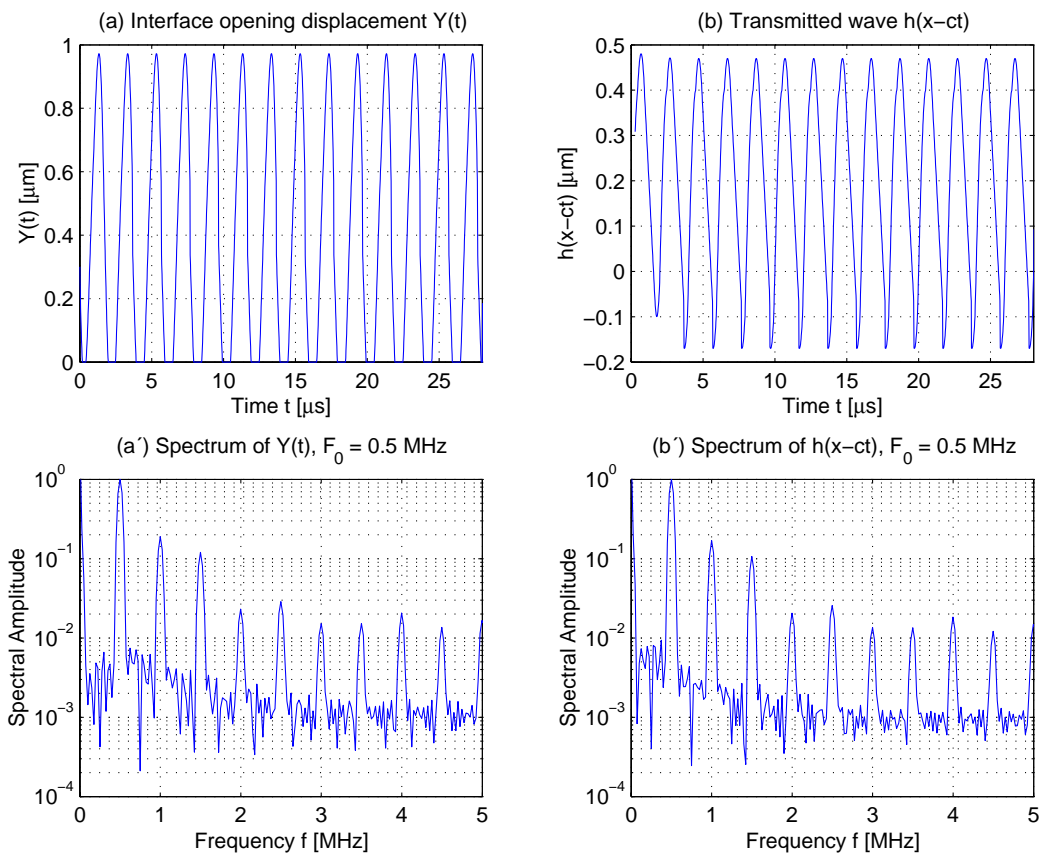 (a) Interface opening displacement Y(t)
1
0.8
0.6
0.4
0.2
0
Y(t) [μm]
0 5 10 15 20 25
Time t [μs]
(b) Transmitted wave h(x−ct)
0.5
0.4
0.3
0.2
0.1
0
−0.1
−0.2
h(x−ct) [μm]
0 5 10 15 20 25
Time t [μs]
(a´) Spectrum of Y(t), F₀ = 0.5 MHz
10⁰
10⁻¹
10⁻²
10⁻³
10⁻⁴
Spectral Amplitude
0 1 2 3 4 5
Frequency f [MHz]
(b´) Spectrum of h(x−ct), F₀ = 0.5 MHz
10⁰
10⁻¹
10⁻²
10⁻³
10⁻⁴
Spectral Amplitude
0 1 2 3 4 5
Frequency f [MHz]